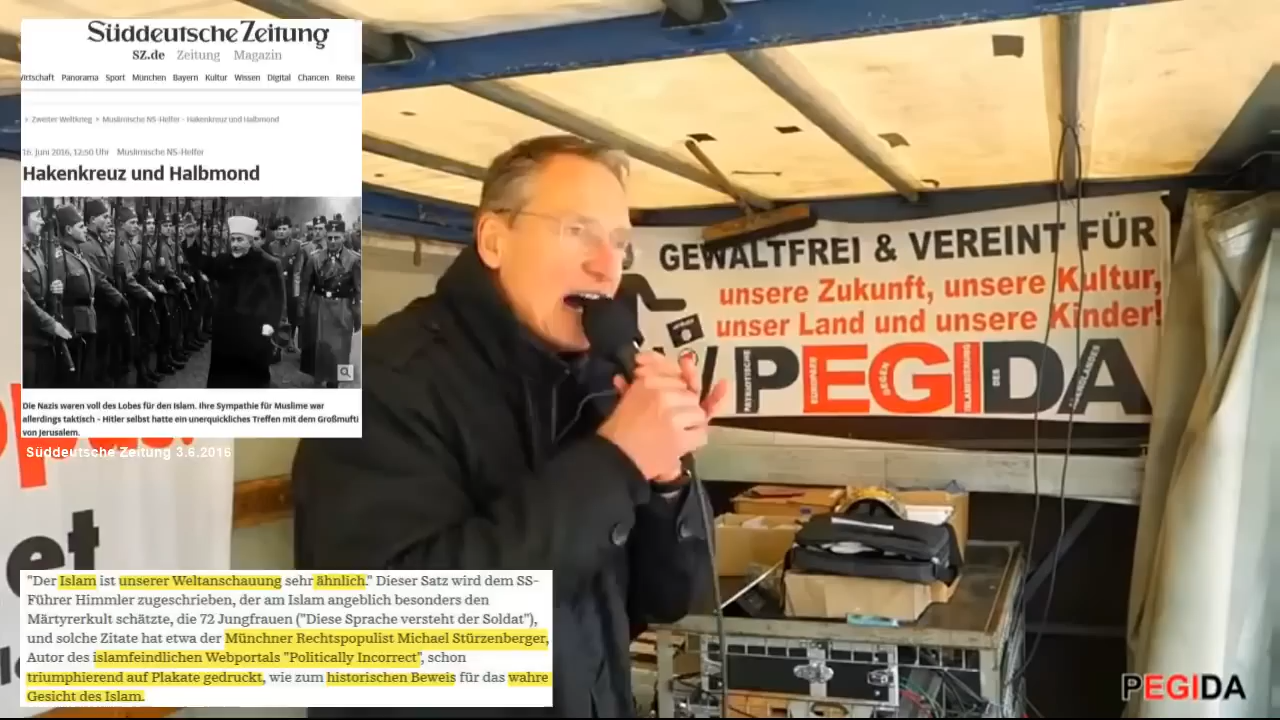 Süddeutsche Zeitung
SZ.de Zeitung Magazin
Wirtschaft Panorama Sport München Bayern Kultur Wissen Digital Chancen Reise
> Zweiter Weltkrieg > Muslimische NS-Helfer - Hakenkreuz und Halbmond
16. Juni 2016, 12:50 Uhr Muslimische NS-Helfer
Hakenkreuz und Halbmond
Die Nazis waren voll des Lobes für den Islam. Ihre Sympathie für Muslime war
allerdings taktisch - Hitler selbst hatte ein unerquickliches Treffen mit dem Großmufti
von Jerusalem.
Süddeutsche Zeitung 3.6.2016
GEWALTFREI & VEREINT FÜR
unsere Zukunft, unsere Kultur,
unser Land und unsere Kinder!
PEGIDA
PATRIOTISCHE EUROPÄER GEGEN ISLAMISIERUNG DES ABENDLANDES
et
"Der Islam ist unserer Weltanschauung sehr ähnlich." Dieser Satz wird dem SS-
Führer Himmler zugeschrieben, der am Islam angeblich besonders den
Märtyrerkult schätzte, die 72 Jungfrauen ("Diese Sprache versteht der Soldat"),
und solche Zitate hat etwa der Münchner Rechtspopulist Michael Stürzenberger,
Autor des islamfeindlichen Webportals "Politically Incorrect", schon
triumphierend auf Plakate gedruckt, wie zum historischen Beweis für das wahre
Gesicht des Islam.
PEGIDA